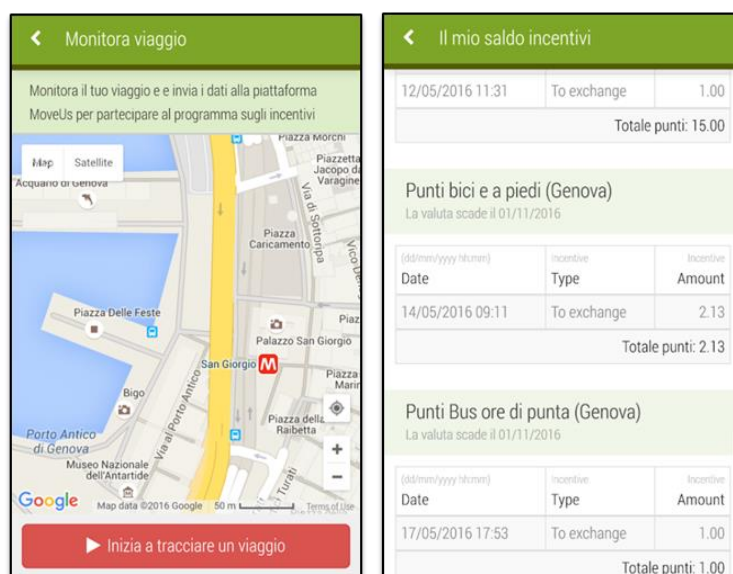 Monitora viaggio
Monitora il tuo viaggio e e invia i dati alla piattaforma
MoveUs per partecipare al programma sugli incentivi
Piazza Morchi
Map
Satellite
Piazzetta
Jacopo da
Varagine
Acquario di Genova
Via di Sottoripa
Piazza
Caricamento
Vico
Piazza Delle Feste
Piaz
Palazzo San Giorgio
San Giorgio
M
Piazza
Marin
Bigo
Via al Porto Antico
Piazza della
Raibetta
Porto Antico
di Genova
Museo Nazionale
dell'Antartide
Turati
+
−
Google
Map data ©2016 Google
50 m
Terms of Use
Inizia a tracciare un viaggio
Il mio saldo incentivi
12/05/2016 11:31 To exchange 1.00
Totale punti: 15.00
Punti bici e a piedi (Genova)
La valuta scade il 01/11/2016
(dd/mm/yyyy hh:mm) Incentive Incentive
Date Type Amount
14/05/2016 09:11 To exchange 2.13
Totale punti: 2.13
Punti Bus ore di punta (Genova)
La valuta scade il 01/11/2016
(dd/mm/yyyy hh:mm) Incentive Incentive
Date Type Amount
17/05/2016 17:53 To exchange 1.00
Totale punti: 1.00